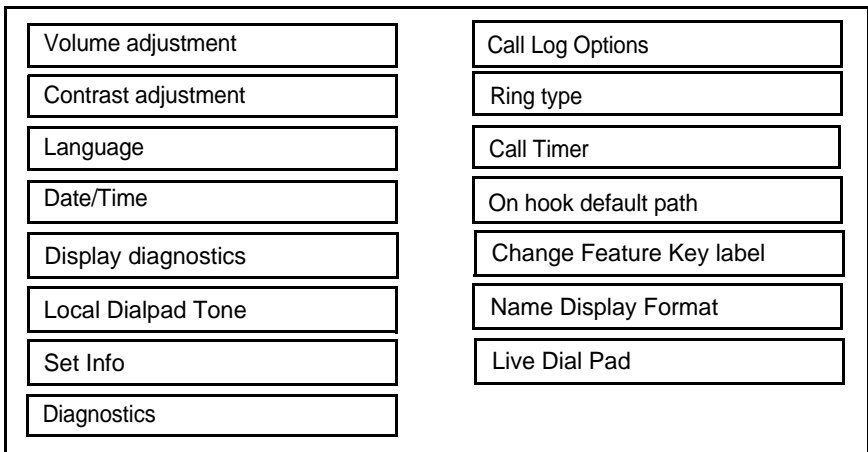 Volume adjustment
Contrast adjustment
Language
Date/Time
Display diagnostics
Local Dialpad Tone
Set Info
Diagnostics
Call Log Options
Ring type
Call Timer
On hook default path
Change Feature Key label
Name Display Format
Live Dial Pad